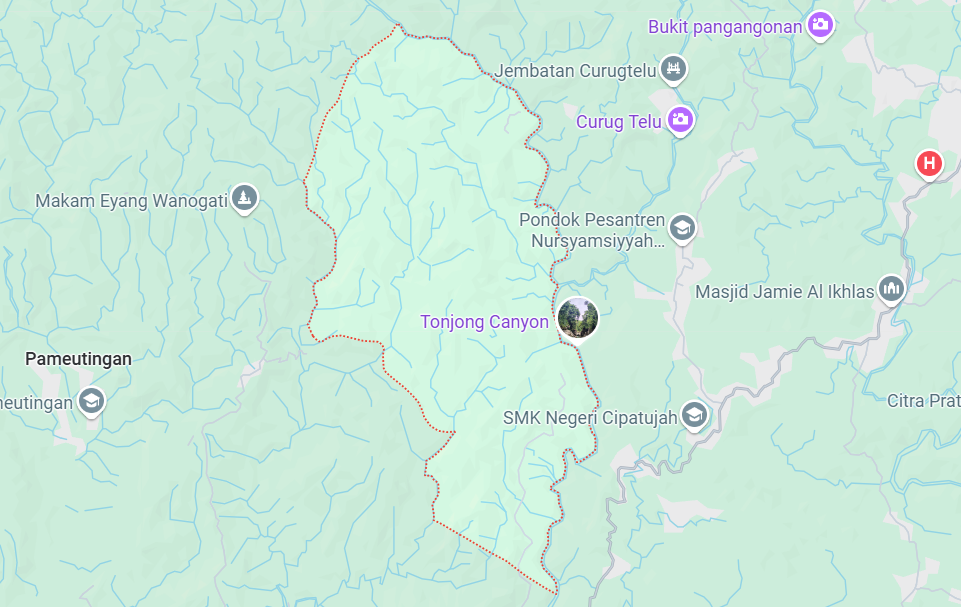 Bukit pangangonan
Jembatan Curugtelu
Curug Telu
H
Makam Eyang Wanogati
Pondok Pesantren
Nursyamsiyyah...
Masjid Jamie Al Ikhlas
Tonjong Canyon
Pameutingan
neutingan
Citra Prat
SMK Negeri Cipatujah